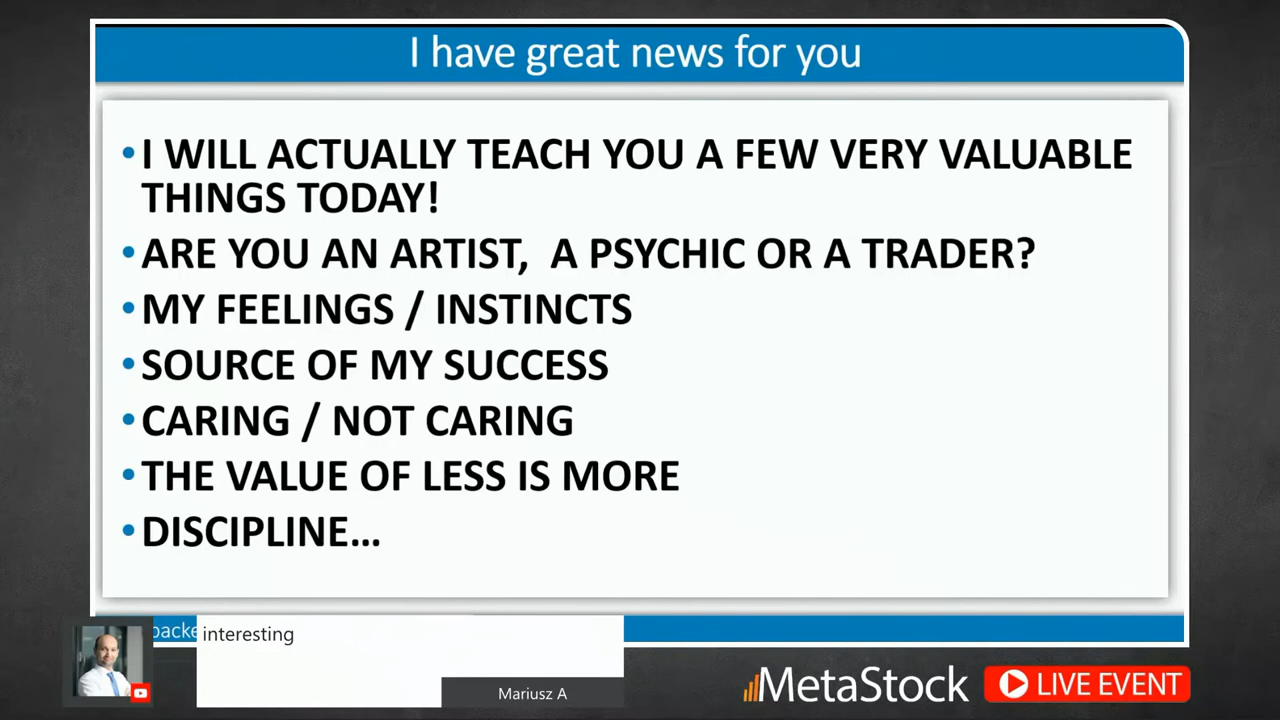 I have great news for you
•I WILL ACTUALLY TEACH YOU A FEW VERY VALUABLE
THINGS TODAY!
•ARE YOU AN ARTIST,  A PSYCHIC OR A TRADER?
•MY FEELINGS / INSTINCTS
•SOURCE OF MY SUCCESS
•CARING / NOT CARING
•THE VALUE OF LESS IS MORE
•DISCIPLINE...
interesting
Mariusz A
MetaStock LIVE EVENT